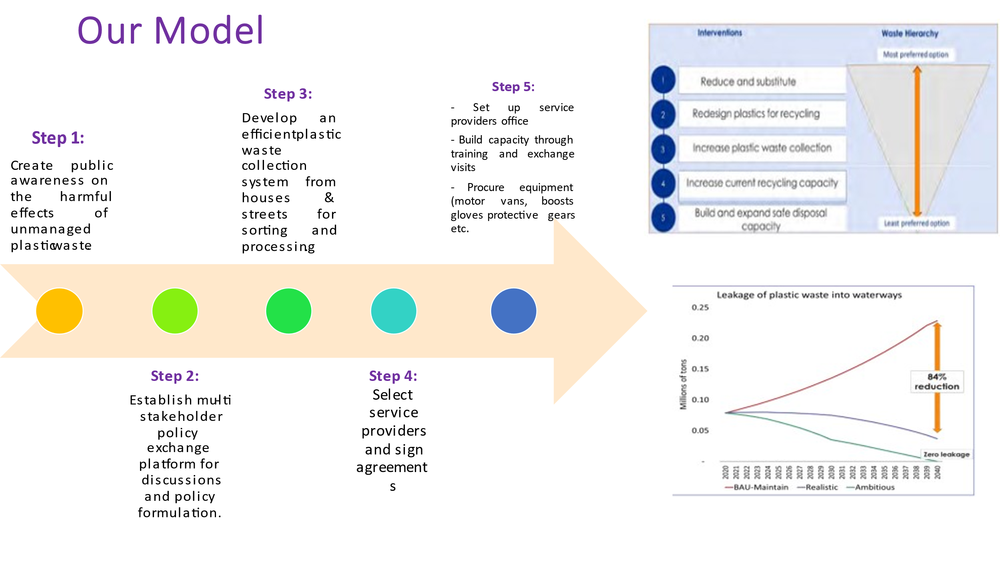 Our Model
Step 1:
Create public
awareness on
the harmful
effects of
unmanaged
plastic waste.
Step 2:
Establish multi-
stakeholder
policy
exchange
platform for
discussions
and policy
formulation.
Step 3:
Develop an
efficient plastic
waste
collection
system from
houses &
streets for
sorting and
processing.
Step 4:
Select
service
providers
and sign
agreement
s
Step 5:
- Set up service
providers office
- Build capacity through
training and exchange
visits
- Procure equipment
(motor vans, boosts
gloves protective gears
etc.
Interventions
Waste Hierarchy
Most preferred option
1 Reduce and substitute
2 Redesign plastics for recycling
3 Increase plastic waste collection
4 Increase current recycling capacity
5 Build and expand safe disposal
capacity
Least preferred option
Leakage of plastic waste into waterways
Millions of tons
0.25
0.20
0.15
0.10
0.05
-
84%
reduction
Zero leakage
2020 2021 2022 2023 2024 2025 2026 2027 2028 2029 2030 2031 2032 2033 2034 2035 2036 2037 2038 2039 2040
BAU-Maintain Realistic Ambitious